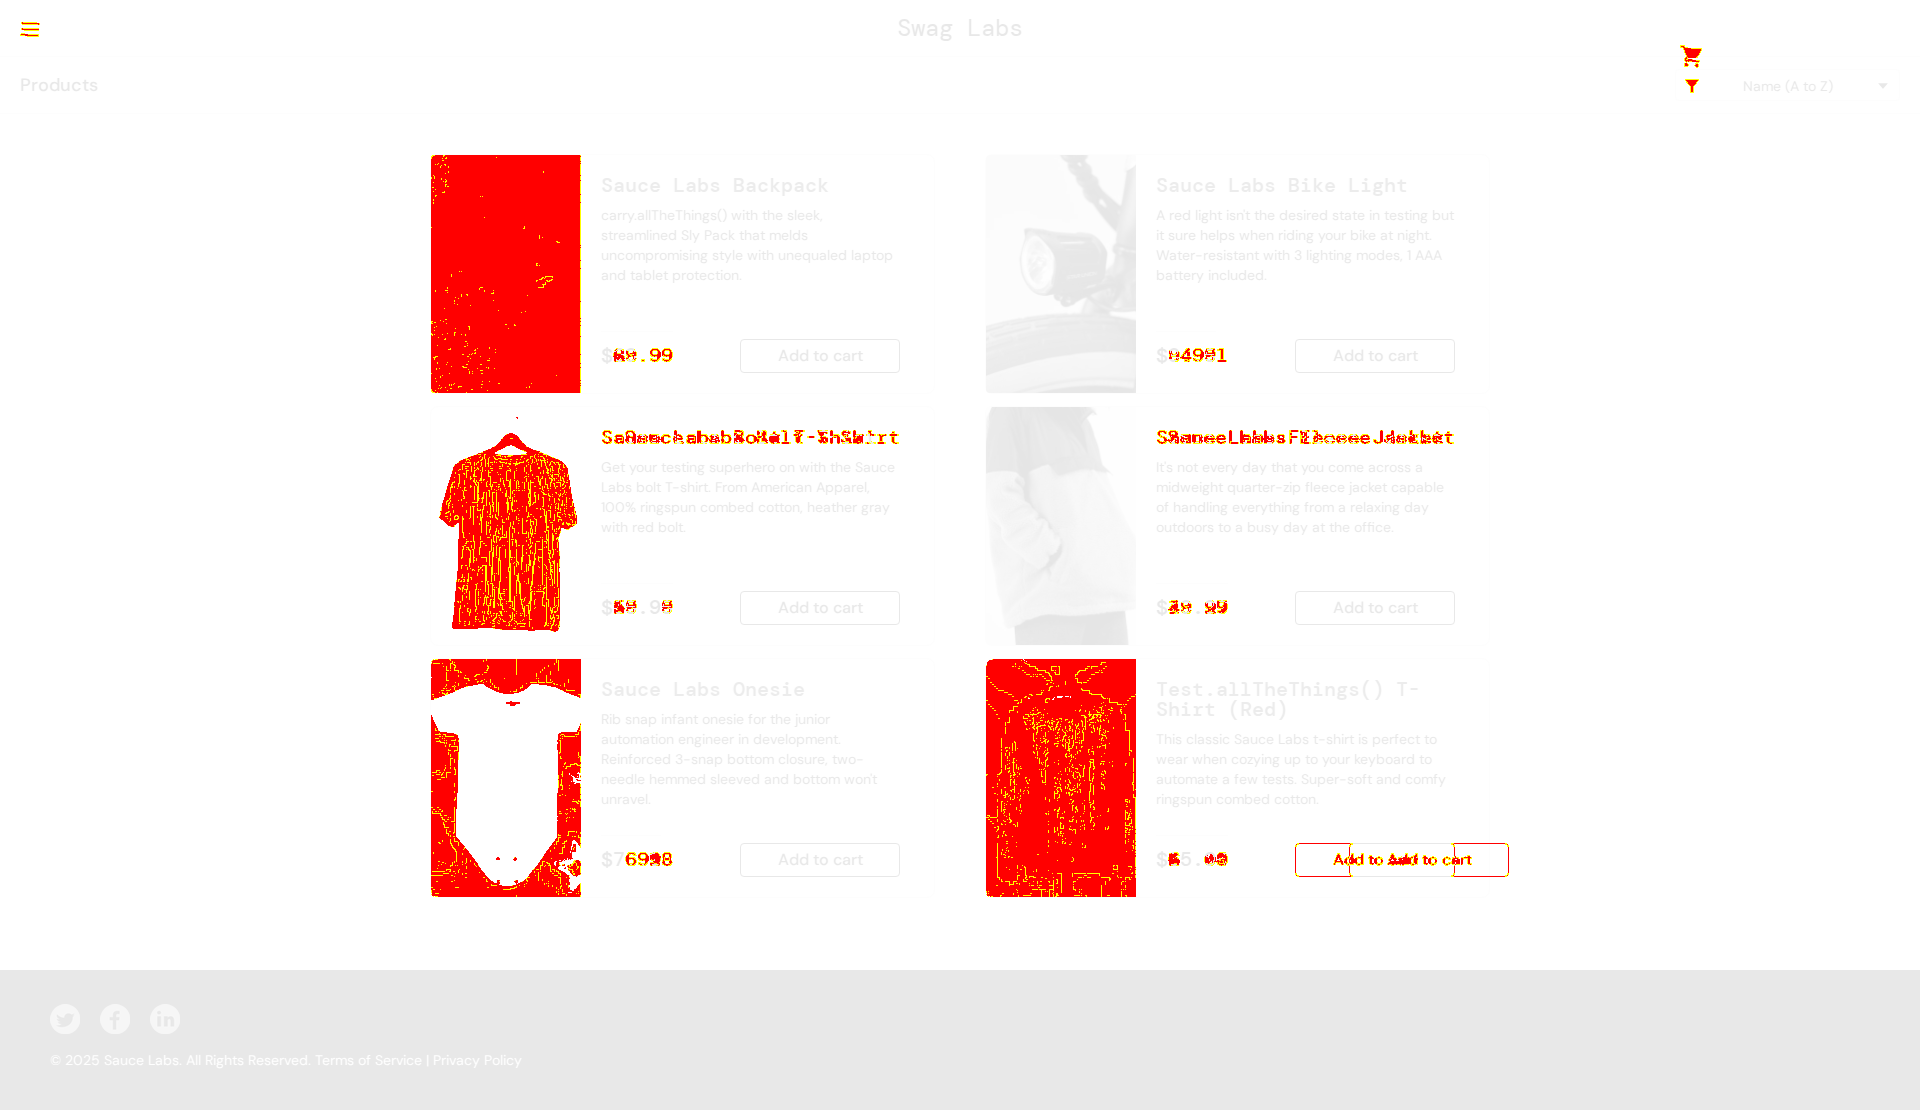 Swag Labs
Products
Name (A to Z)
Sauce Labs Backpack
carry.allTheThings() with the sleek,
streamlined Sly Pack that melds
uncompromising style with unequaled laptop
and tablet protection.
Add to cart
Sauce Labs Bike Light
A red light isn't the desired state in testing but
it sure helps when riding your bike at night.
Water-resistant with 3 lighting modes, 1 AAA
battery included.
Add to cart
Get your testing superhero on with the Sauce
Labs bolt T-shirt. From American Apparel,
100% ringspun combed cotton, heather gray
with red bolt.
Add to cart
It's not every day that you come across a
midweight quarter-zip fleece jacket capable
of handling everything from a relaxing day
outdoors to a busy day at the office.
Add to cart
Sauce Labs Onesie
Rib snap infant onesie for the junior
automation engineer in development.
Reinforced 3-snap bottom closure, two-
needle hemmed sleeved and bottom won't
unravel.
Add to cart
Test.allTheThings() T-
Shirt (Red)
This classic Sauce Labs t-shirt is perfect to
wear when cozying up to your keyboard to
automate a few tests. Super-soft and comfy
ringspun combed cotton.
Add to Add to cart
© 2025 Sauce Labs. All Rights Reserved. Terms of Service | Privacy Policy